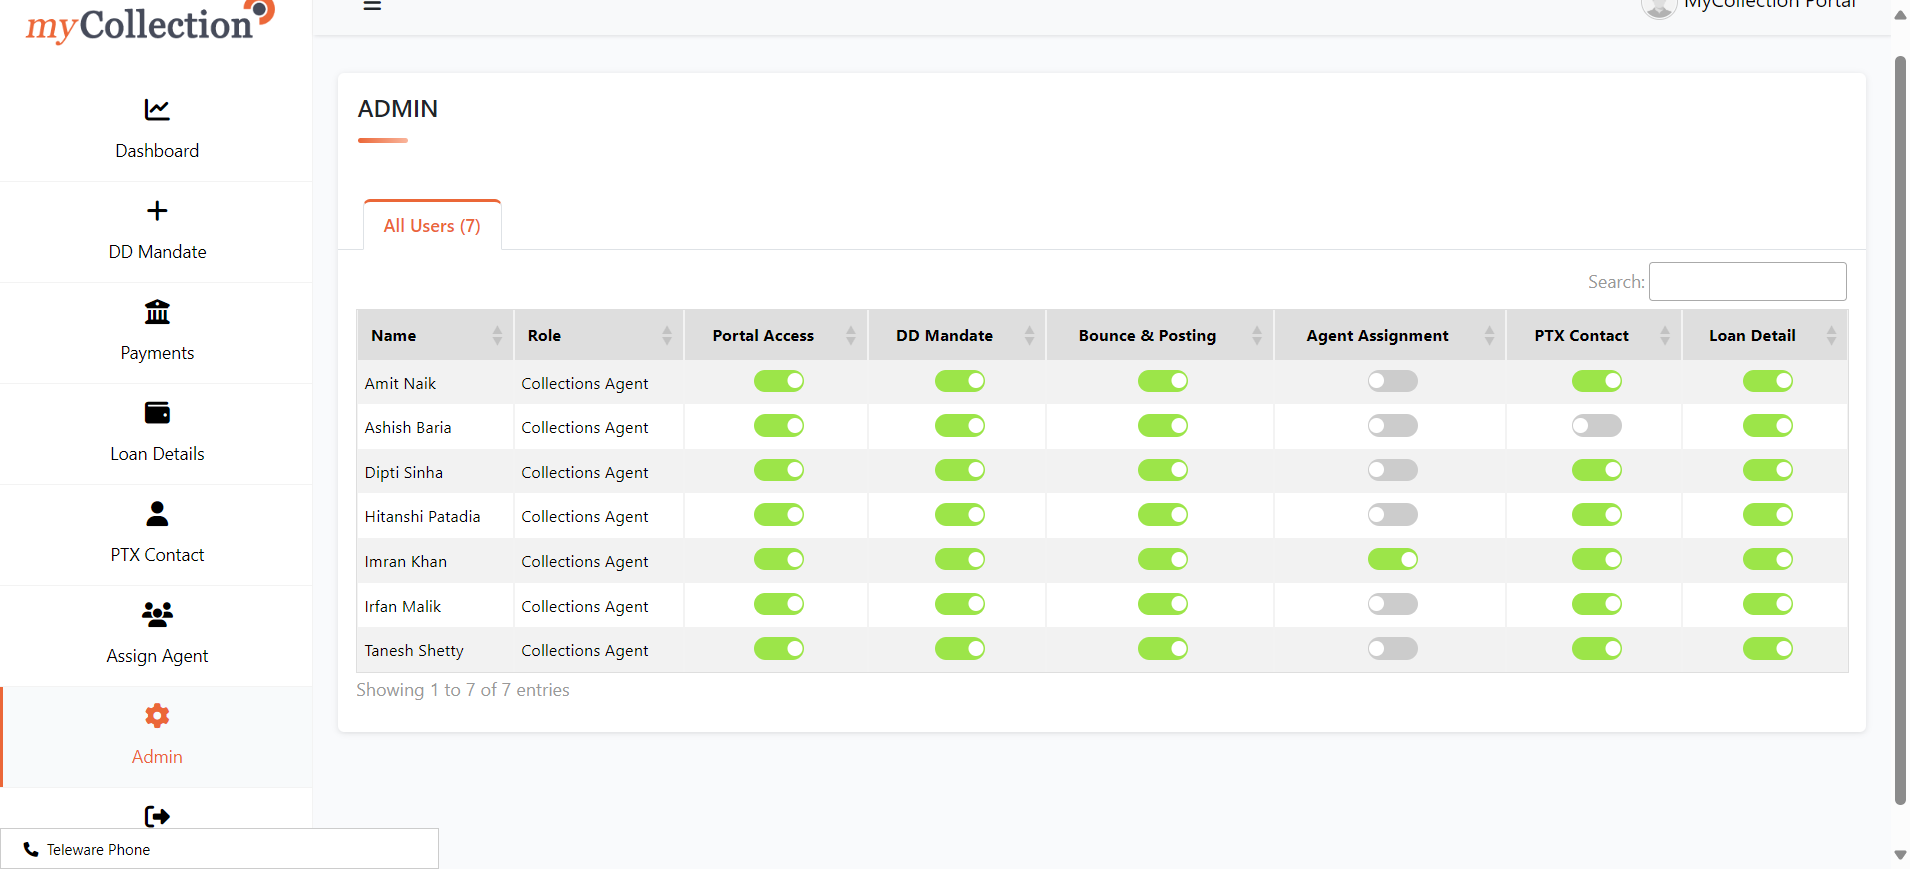 myCollection
MyCollection Portal
Dashboard
DD Mandate
Payments
Loan Details
PTX Contact
Assign Agent
Admin
Teleware Phone
ADMIN
All Users (7)
Search:
Name Role Portal Access DD Mandate Bounce & Posting Agent Assignment PTX Contact Loan Detail
Amit Naik Collections Agent
Ashish Baria Collections Agent
Dipti Sinha Collections Agent
Hitanshi Patadia Collections Agent
Imran Khan Collections Agent
Irfan Malik Collections Agent
Tanesh Shetty Collections Agent
Showing 1 to 7 of 7 entries